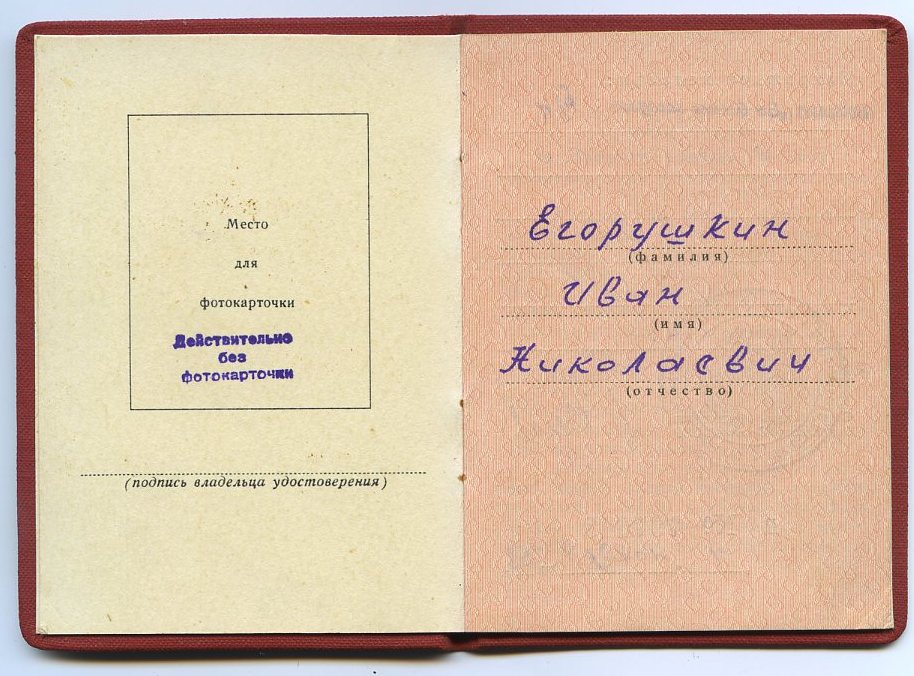 Место
для
фотокарточки
Действительно
без
фотокарточки
(подпись владельца удостоверения)
Егорушкин
(фамилия)
Иван
(имя)
Николаевич
(отчество)